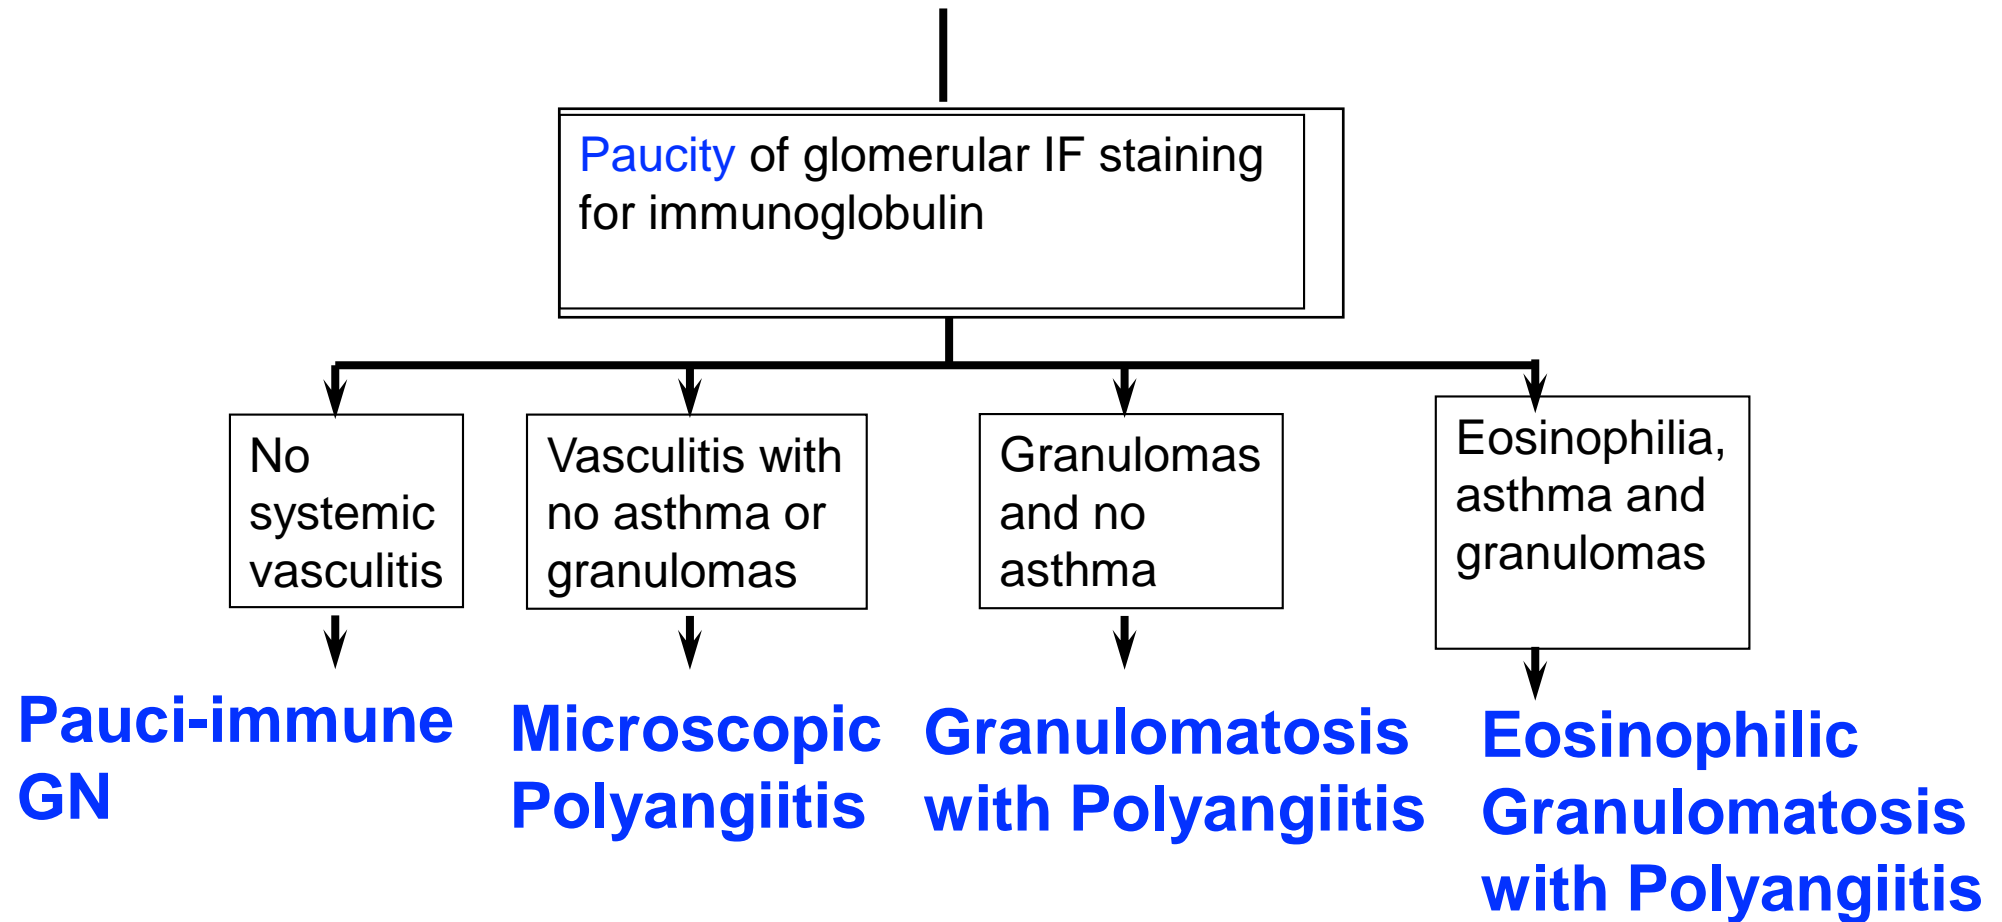 Paucity of glomerular IF staining
for immunoglobulin
No
systemic
vasculitis
Vasculitis with
no asthma or
granulomas
Granulomas
and no
asthma
Eosinophilia,
asthma and
granulomas
Pauci-immune
GN
Microscopic
Polyangiitis
Granulomatosis
with Polyangiitis
Eosinophilic
Granulomatosis
with Polyangiitis